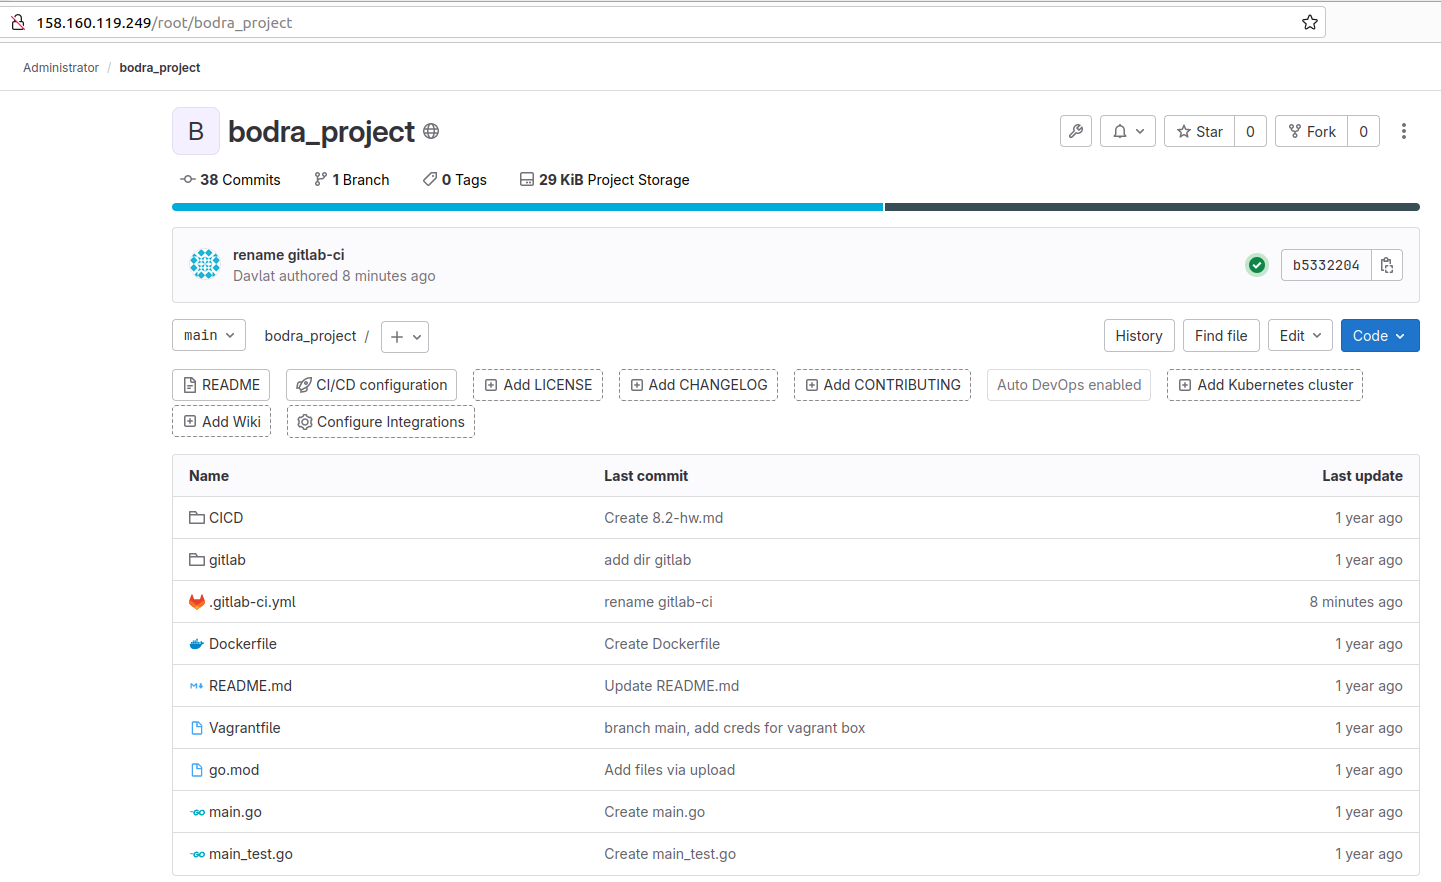 158.160.119.249/root/bodra_project
Administrator / bodra_project
B bodra_project
Star 0 Fork 0
38 Commits 1 Branch 0 Tags 29 KiB Project Storage
rename gitlab-ci
Davlat authored 8 minutes ago
b5332204
main bodra_project / +
History Find file Edit Code
README CI/CD configuration Add LICENSE Add CHANGELOG Add CONTRIBUTING Auto DevOps enabled Add Kubernetes cluster
Add Wiki Configure Integrations
Name Last commit Last update
CICD Create 8.2-hw.md 1 year ago
gitlab add dir gitlab 1 year ago
.gitlab-ci.yml rename gitlab-ci 8 minutes ago
Dockerfile Create Dockerfile 1 year ago
README.md Update README.md 1 year ago
Vagrantfile branch main, add creds for vagrant box 1 year ago
go.mod Add files via upload 1 year ago
main.go Create main.go 1 year ago
main_test.go Create main_test.go 1 year ago